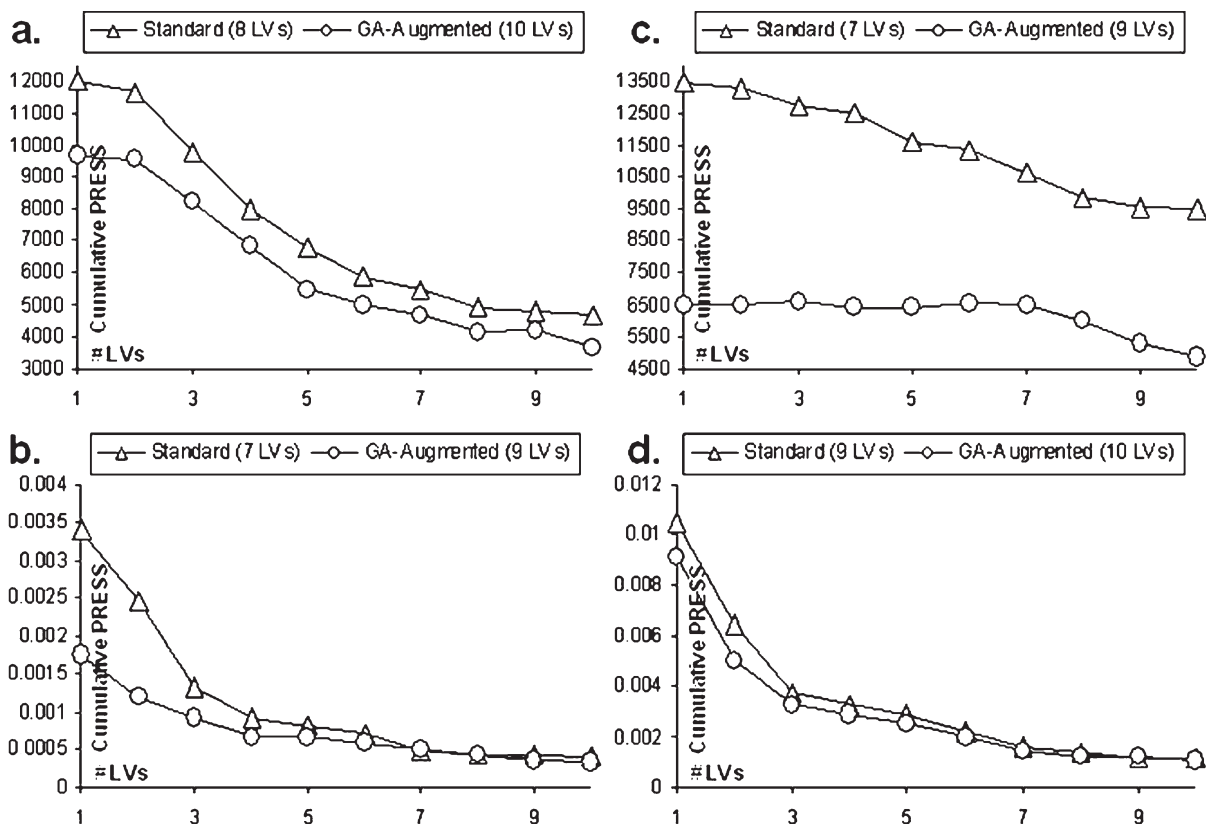 a.
Standard (8 LVs) GA-Augmented (10 LVs)
12000
11000
10000
9000
8000
7000
6000
5000
4000
3000
Cumulative PRESS
#LVs
1 3 5 7 9
c.
Standard (7 LVs) GA-Augmented (9 LVs)
13500
12500
11500
10500
9500
8500
7500
6500
5500
4500
Cumulative PRESS
#LVs
1 3 5 7 9
b.
Standard (7 LVs) GA-Augmented (9 LVs)
0.004
0.0035
0.003
0.0025
0.002
0.0015
0.001
0.0005
0
Cumulative PRESS
#LVs
1 3 5 7 9
d.
Standard (9 LVs) GA-Augmented (10 LVs)
0.012
0.01
0.008
0.006
0.004
0.002
0
Cumulative PRESS
#LVs
1 3 5 7 9